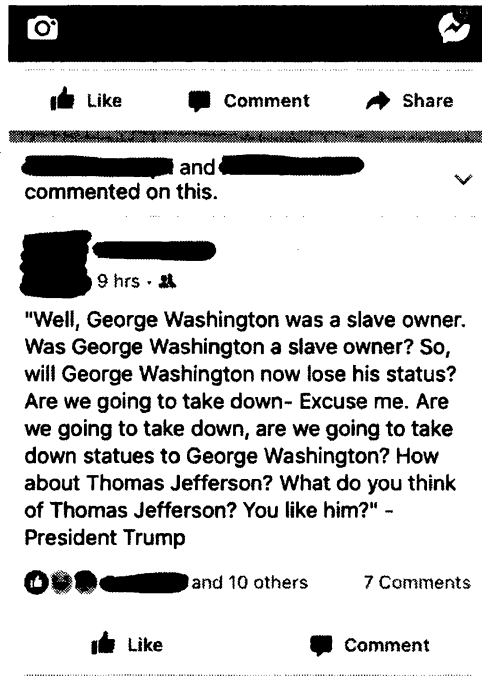 Like Comment Share
and
commented on this.
9 hrs ·
"Well, George Washington was a slave owner.
Was George Washington a slave owner? So,
will George Washington now lose his status?
Are we going to take down- Excuse me. Are
we going to take down, are we going to take
down statues to George Washington? How
about Thomas Jefferson? What do you think
of Thomas Jefferson? You like him?" -
President Trump
and 10 others 7 Comments
Like Comment